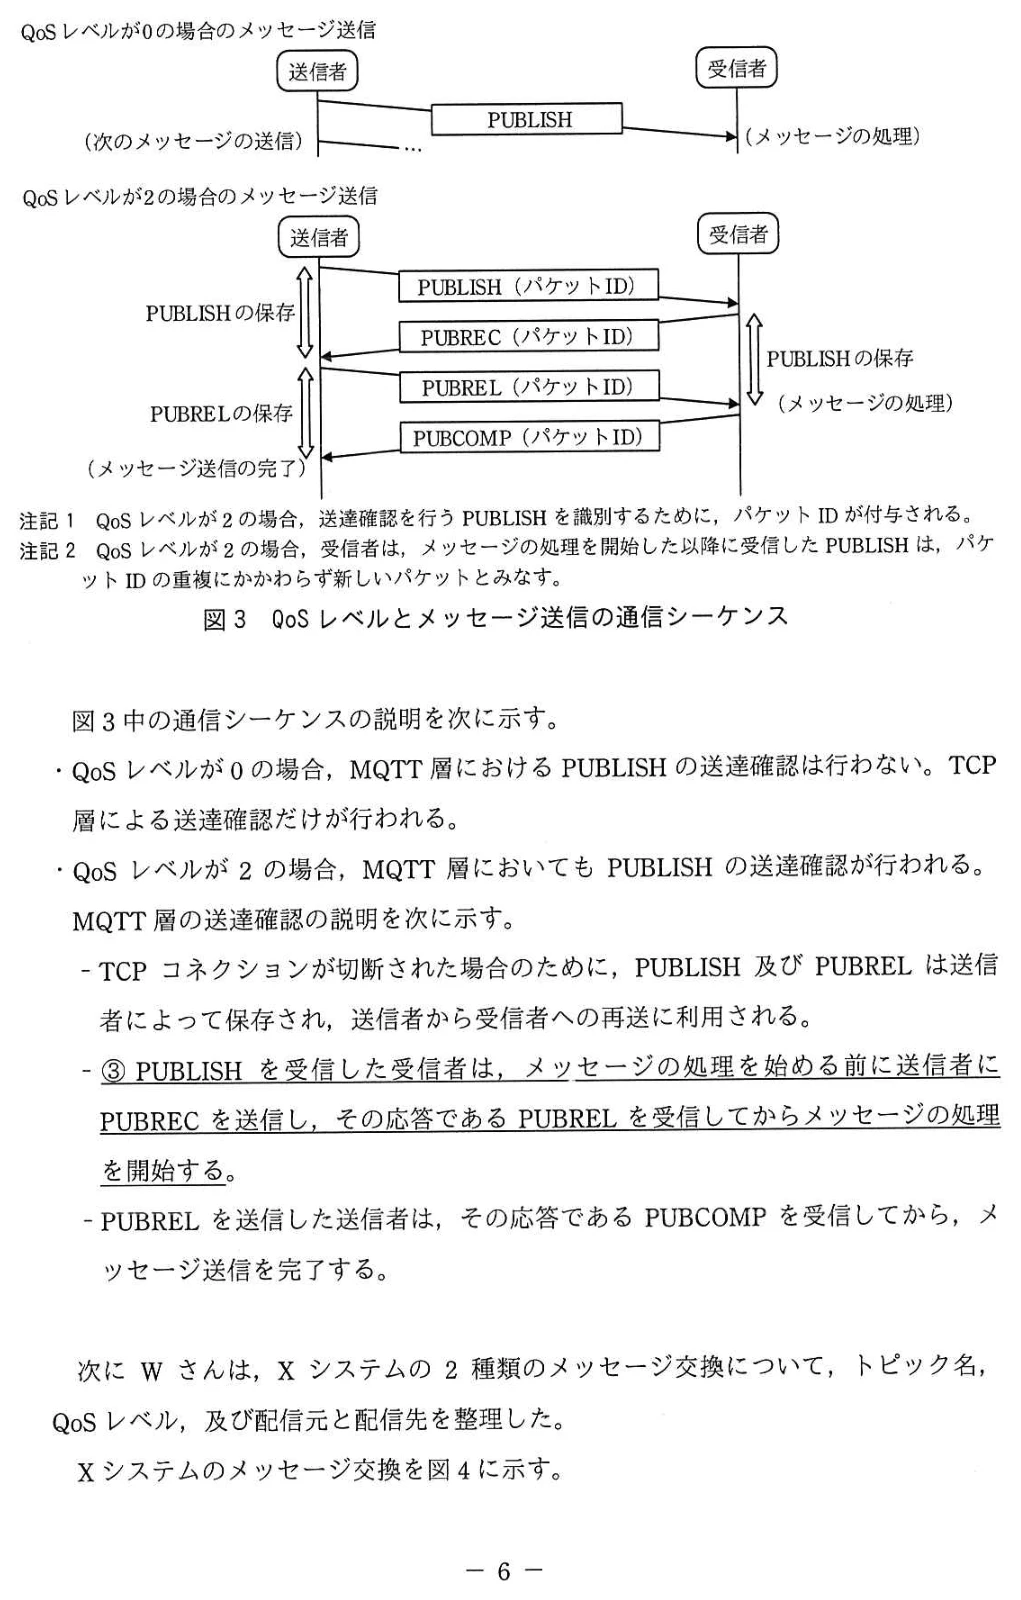 QoSレベルが0の場合のメッセージ送信
送信者
受信者
PUBLISH
(次のメッセージの送信)
…
(メッセージの処理)
QoSレベルが2の場合のメッセージ送信
送信者
受信者
PUBLISH(パケットID)
PUBLISHの保存
PUBREC(パケットID)
PUBLISHの保存
PUBREL(パケットID)
PUBRELの保存
(メッセージの処理)
PUBCOMP(パケットID)
(メッセージ送信の完了)
注記1 QoSレベルが2の場合，送達確認を行うPUBLISHを識別するために，パケットIDが付与される。
注記2 QoSレベルが2の場合，受信者は，メッセージの処理を開始した以降に受信したPUBLISHは，パケ
ットIDの重複にかかわらず新しいパケットとみなす。
図3 QoSレベルとメッセージ送信の通信シーケンス
図3中の通信シーケンスの説明を次に示す。
・QoSレベルが0の場合，MQTT層におけるPUBLISHの送達確認は行わない。TCP
層による送達確認だけが行われる。
・QoSレベルが2の場合，MQTT層においてもPUBLISHの送達確認が行われる。
MQTT層の送達確認の説明を次に示す。
- TCPコネクションが切断された場合のために，PUBLISH及びPUBRELは送信
者によって保存され，送信者から受信者への再送に利用される。
- ③PUBLISHを受信した受信者は，メッセージの処理を始める前に送信者に
PUBRECを送信し，その応答であるPUBRELを受信してからメッセージの処理
を開始する。
- PUBRELを送信した送信者は，その応答であるPUBCOMPを受信してから，メ
ッセージ送信を完了する。
次にWさんは，Xシステムの2種類のメッセージ交換について，トピック名，
QoSレベル，及び配信元と配信先を整理した。
Xシステムのメッセージ交換を図4に示す。
－ 6 －